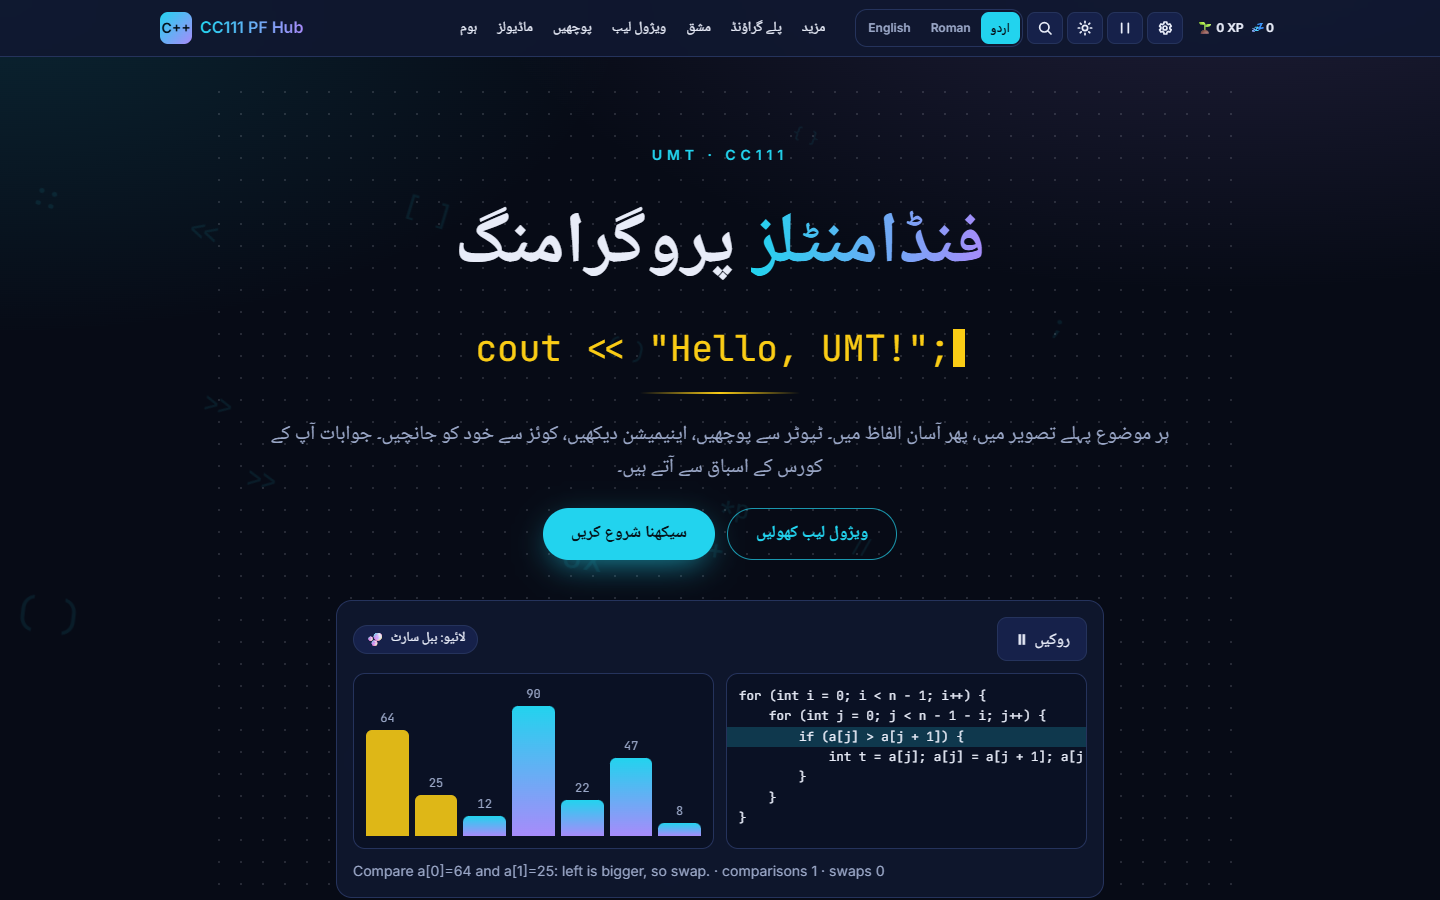 C++ CC111 PF Hub
ہوم ماڈیولز پوچھیں ویژول لیب مشق پلے گراؤنڈ مزید
English Roman اردو
0 XP 0
UMT · CC111
فنڈامنٹلز پروگرامنگ
cout << "Hello, UMT!";
ہر موضوع پہلے تصویر میں، پھر آسان الفاظ میں۔ ٹیوٹر سے پوچھیں، اینیمیشن دیکھیں، کوئز سے خود کو جانچیں۔ جوابات آپ کے
کورس کے اسباق سے آتے ہیں۔
سیکھنا شروع کریں
ویژول لیب کھولیں
لائیو: ببل سارٹ
روکیں
64 25 12 90 22 47 8
for (int i = 0; i < n - 1; i++) {
for (int j = 0; j < n - 1 - i; j++) {
if (a[j] > a[j + 1]) {
int t = a[j]; a[j] = a[j + 1]; a[j
}
}
}
Compare a[0]=64 and a[1]=25: left is bigger, so swap. · comparisons 1 · swaps 0